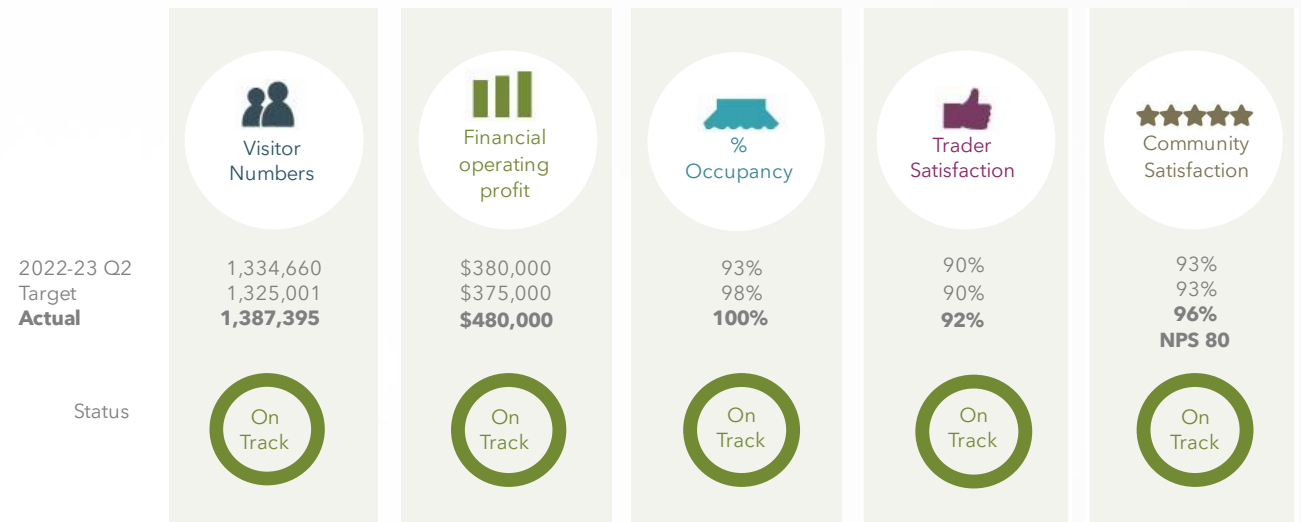 Visitor
Numbers
Financial
operating
profit
%
Occupancy
Trader
Satisfaction
Community
Satisfaction
2022-23 Q2 1,334,660 $380,000 93% 90% 93%
Target 1,325,001 $375,000 98% 90% 93%
Actual 1,387,395 $480,000 100% 92% 96%
NPS 80
Status
On
Track
On
Track
On
Track
On
Track
On
Track